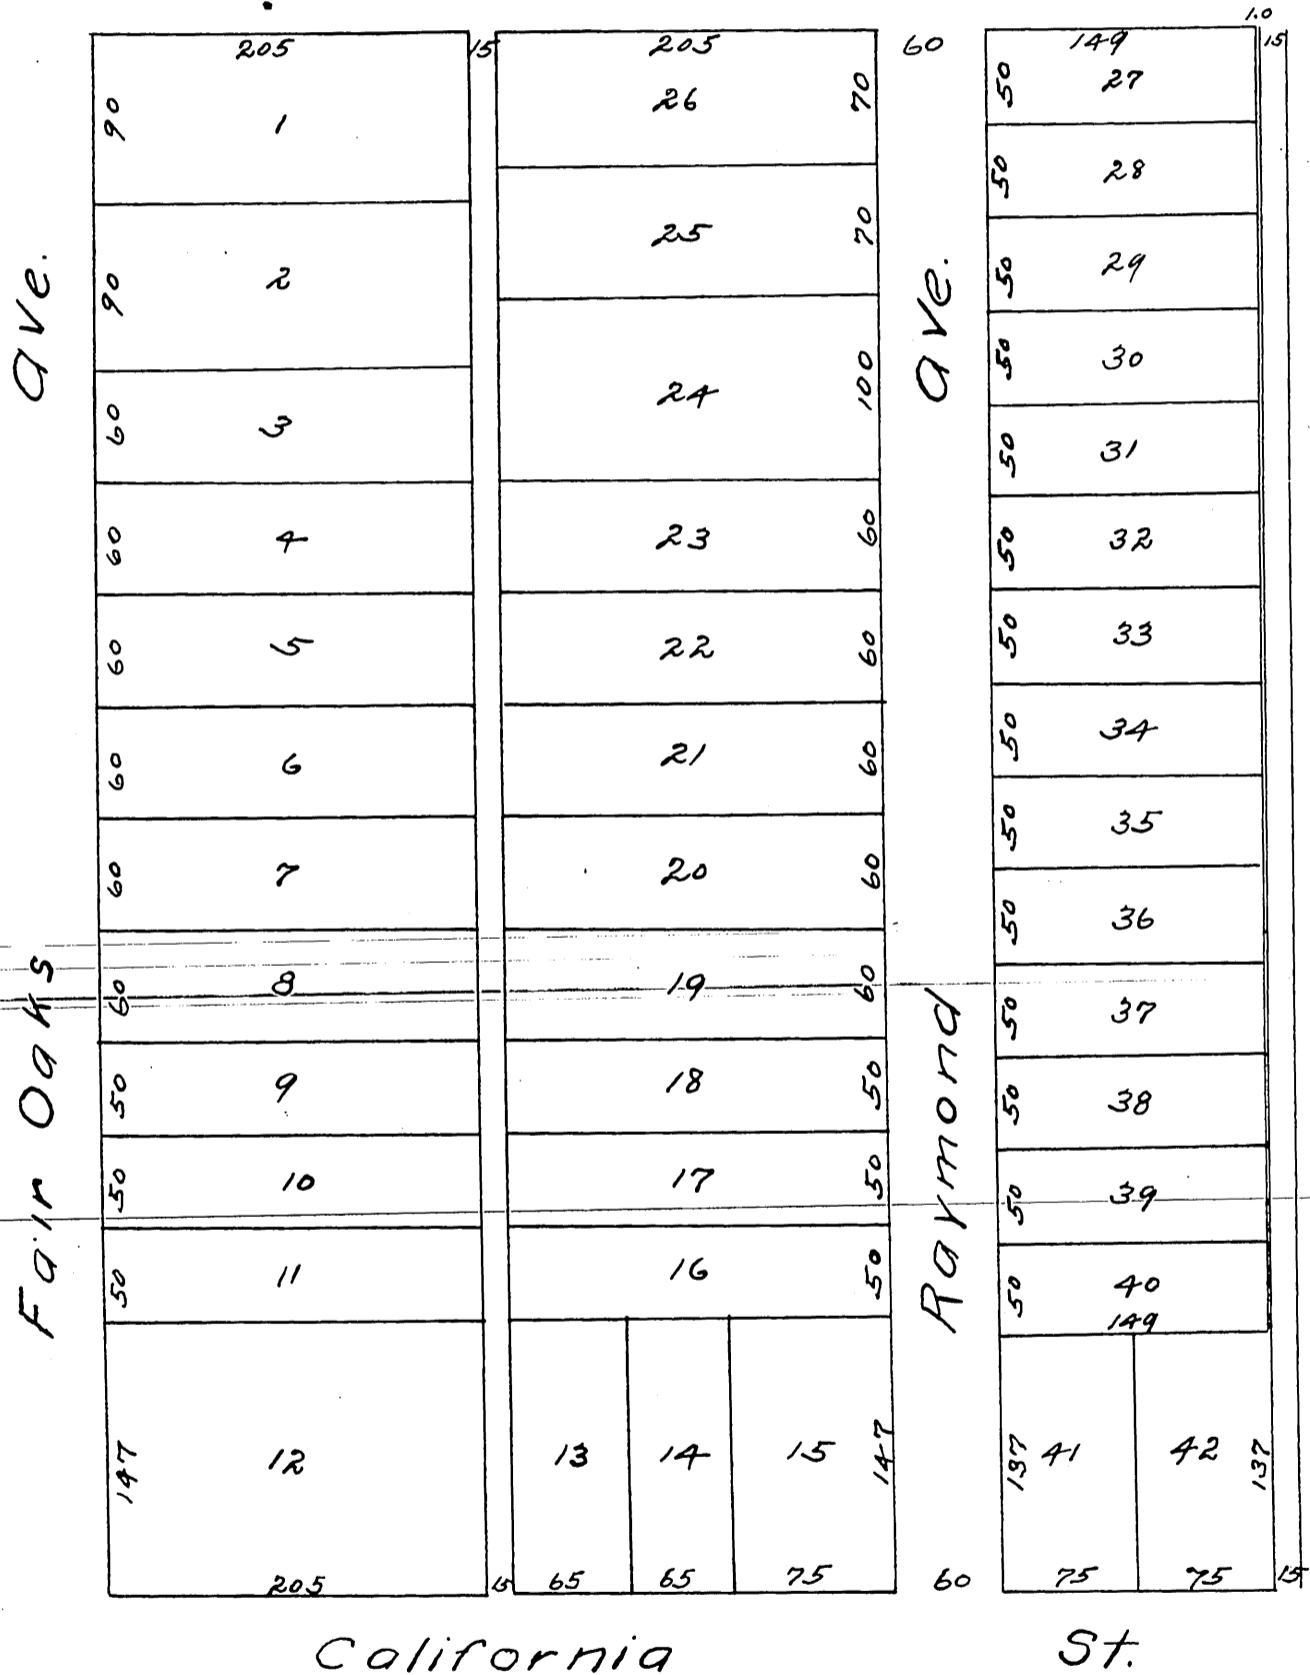 1.0
205 15 205 60 149 15
90 1 26 70 50 27
50 28
90 2 25 70 50 29
Ave. Ave.
60 3 24 100 50 30
50 31
60 4 23 60 50 32
60 5 22 60 50 33
60 6 21 60 50 34
50 35
60 7 20 60 50 36
60 8 19 60 50 37
50 9 18 50 50 38
50 10 17 50 50 39
Fair Oaks Raymond
50 11 16 50 50 40
149
147 12 13 14 15 147 137 41 42 137
205 15 65 65 75 60 75 75 15
California St.